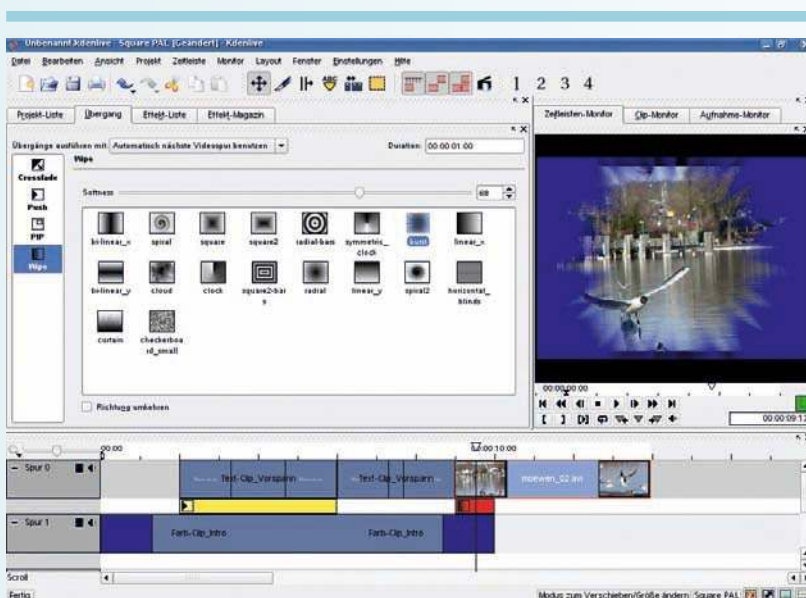 Unbenannt.kdenlive - Square PAL [Geändert] - Kdenlive
Datei Bearbeiten Ansicht Projekt Zeitleiste Monitor Layout Fenster Einstellungen Hilfe
1 2 3 4
Projekt-Liste Übergang Effekt-Liste Effekt-Magazin
Zeitleisten-Monitor Clip-Monitor Aufnahme-Monitor
Übergänge ausführen mit: Automatisch nächste Videospur benutzen Duration: 00:00:01:00
Crossfade
Push
PIP
Wipe
Wipe
Softness 68
bi-linear_x spiral square square2 radial-bars symmetric_clock burst linear_x
bi-linear_y cloud clock square2-bars radial linear_y spiral2 horizontal_blinds
curtain checkerboard_small
Richtung umkehren
00:00:00:00
00:00:09:13
00:00 00:00:10:00
Spur 0 Text-Clip_Vorspann Text-Clip_Vorspann moewen_02.avi
Spur 1 Farb-Clip_Intro Farb-Clip_Intro
Scroll
Fertig Modus zum Verschieben/Größe ändern Square PAL